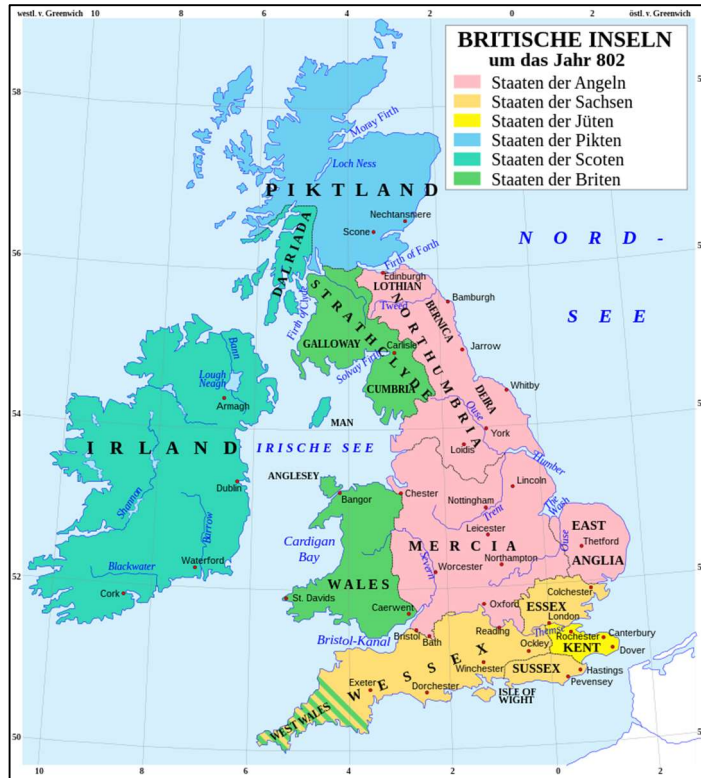 westl. v. Greenwich
östl. v. Greenwich
10
8
6
4
2
0
2
BRITISCHE INSELN
um das Jahr 802
Staaten der Angeln
Staaten der Sachsen
Staaten der Jüten
Staaten der Pikten
Staaten der Scoten
Staaten der Briten
58
Moray Firth
Loch Ness
PIKTLAND
Nechtansmere
Scone
DALRIADA
NORD-
SEE
56
Firth of Forth
Edinburgh
LOTHIAN
Firth of Clyde
STRATHCLYDE
Tweed
NORTHUMBRIA
BERNICA
Bamburgh
GALLOWAY
Carlisle
Jarrow
Solvay Firth
CUMBRIA
DEIRA
Whitby
Bann
Lough
Neagh
Armagh
54
MAN
Ouse
York
Loidis
IRLAND
IRISCHE SEE
Humber
ANGLESEY
Dublin
Bangor
Chester
Lincoln
Nottingham
The Wash
Shannon
Barrow
Trent
Leicester
EAST
ANGLIA
Thetford
Ouse
Cardigan
Bay
MERCIA
Northampton
Waterford
Blackwater
Cork
52
Severn
Worcester
WALES
St. Davids
Caerwent
Oxford
Colchester
ESSEX
London
Bristol-Kanal
Bristol
Bath
Reading
Themse
Rochester
Canterbury
KENT
Dover
Ockley
WESSEX
Winchester
SUSSEX
Hastings
Pevensey
Exeter
Dorchester
ISLE OF
WIGHT
WEST WALES
50
10
8
6
4
2
0
2